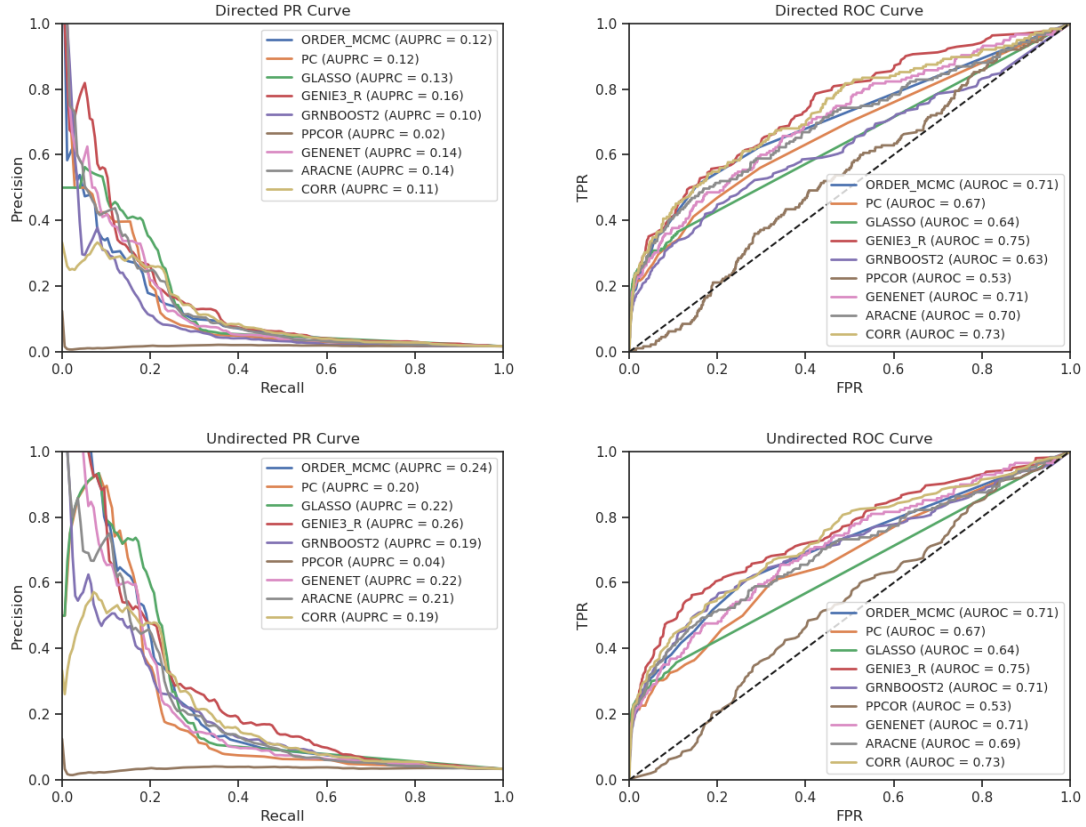 Directed PR Curve
1.0
0.8
0.6
0.4
0.2
0.0
Precision
0.0 0.2 0.4 0.6 0.8 1.0
Recall
ORDER_MCMC (AUPRC = 0.12)
PC (AUPRC = 0.12)
GLASSO (AUPRC = 0.13)
GENIE3_R (AUPRC = 0.16)
GRNBOOST2 (AUPRC = 0.10)
PPCOR (AUPRC = 0.02)
GENENET (AUPRC = 0.14)
ARACNE (AUPRC = 0.14)
CORR (AUPRC = 0.11)
Directed ROC Curve
1.0
0.8
0.6
0.4
0.2
0.0
TPR
0.0 0.2 0.4 0.6 0.8 1.0
FPR
ORDER_MCMC (AUROC = 0.71)
PC (AUROC = 0.67)
GLASSO (AUROC = 0.64)
GENIE3_R (AUROC = 0.75)
GRNBOOST2 (AUROC = 0.63)
PPCOR (AUROC = 0.53)
GENENET (AUROC = 0.71)
ARACNE (AUROC = 0.70)
CORR (AUROC = 0.73)
Undirected PR Curve
1.0
0.8
0.6
0.4
0.2
0.0
Precision
0.0 0.2 0.4 0.6 0.8 1.0
Recall
ORDER_MCMC (AUPRC = 0.24)
PC (AUPRC = 0.20)
GLASSO (AUPRC = 0.22)
GENIE3_R (AUPRC = 0.26)
GRNBOOST2 (AUPRC = 0.19)
PPCOR (AUPRC = 0.04)
GENENET (AUPRC = 0.22)
ARACNE (AUPRC = 0.21)
CORR (AUPRC = 0.19)
Undirected ROC Curve
1.0
0.8
0.6
0.4
0.2
0.0
TPR
0.0 0.2 0.4 0.6 0.8 1.0
FPR
ORDER_MCMC (AUROC = 0.71)
PC (AUROC = 0.67)
GLASSO (AUROC = 0.64)
GENIE3_R (AUROC = 0.75)
GRNBOOST2 (AUROC = 0.71)
PPCOR (AUROC = 0.53)
GENENET (AUROC = 0.71)
ARACNE (AUROC = 0.69)
CORR (AUROC = 0.73)